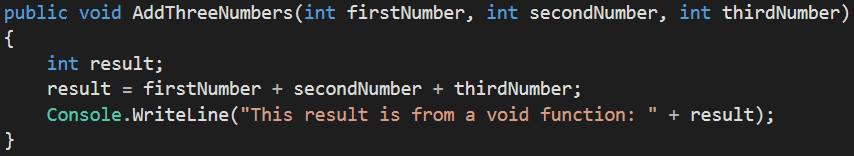 public void AddThreeNumbers(int firstNumber, int secondNumber, int thirdNumber)
{
    int result;
    result = firstNumber + secondNumber + thirdNumber;
    Console.WriteLine("This result is from a void function: " + result);
}